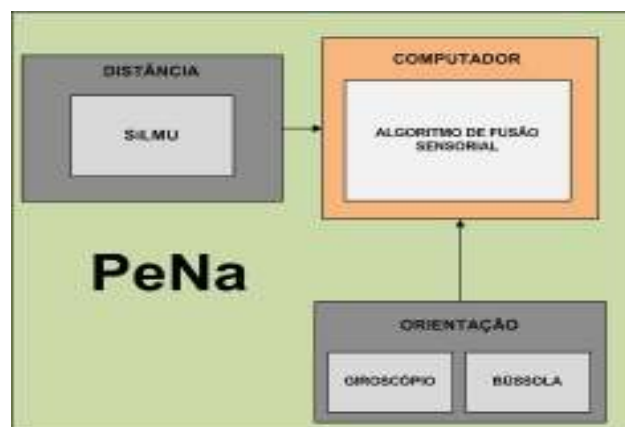 DISTÂNCIA
SiLMU
COMPUTADOR
ALGORITMO DE FUSÃO
SENSORIAL
PeNa
ORIENTAÇÃO
GIROSCÓPIO
BÚSSOLA